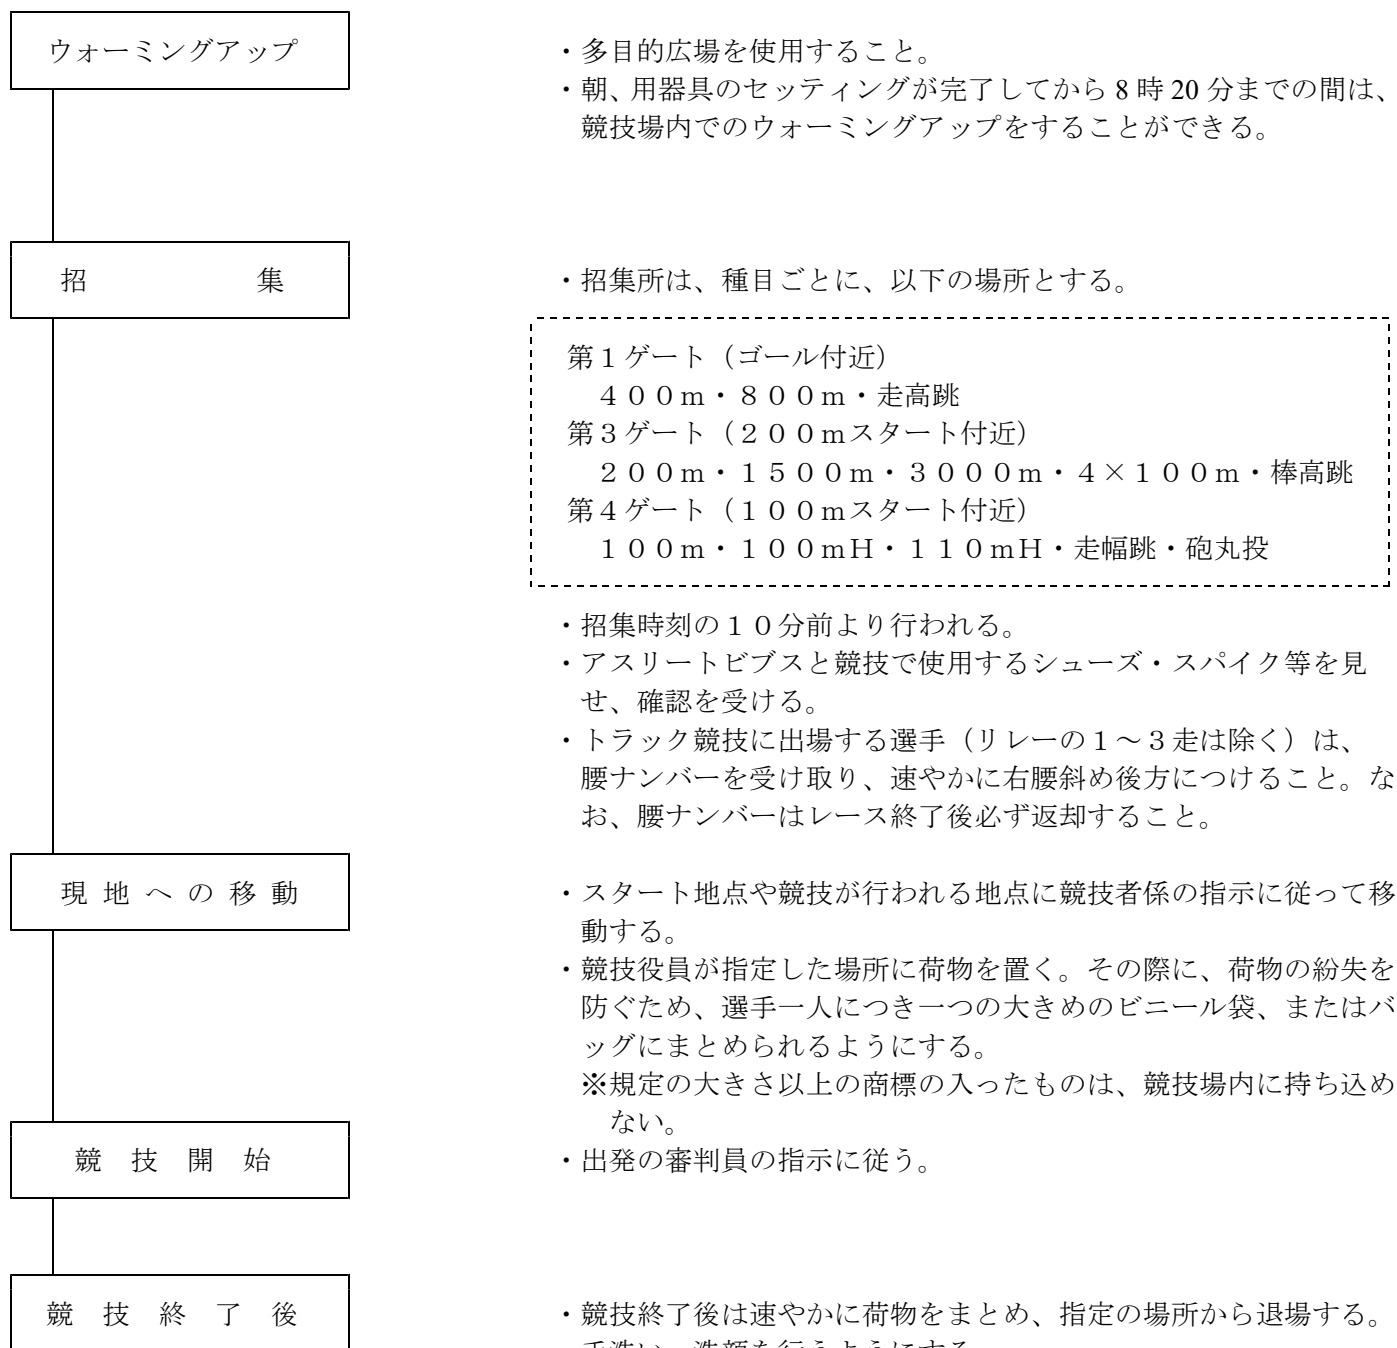 ウォーミングアップ
・多目的広場を使用すること。
・朝、用器具のセッティングが完了してから8時20分までの間は、
競技場内でのウォーミングアップをすることができる。
招　　　　　集
・招集所は、種目ごとに、以下の場所とする。
第１ゲート（ゴール付近）
４００ｍ・８００ｍ・走高跳
第３ゲート（２００ｍスタート付近）
２００ｍ・１５００ｍ・３０００ｍ・４×１００ｍ・棒高跳
第４ゲート（１００ｍスタート付近）
１００ｍ・１００ｍＨ・１１０ｍＨ・走幅跳・砲丸投
・招集時刻の１０分前より行われる。
・アスリートビブスと競技で使用するシューズ・スパイク等を見
せ、確認を受ける。
・トラック競技に出場する選手（リレーの１～３走は除く）は、
腰ナンバーを受け取り、速やかに右腰斜め後方につけること。な
お、腰ナンバーはレース終了後必ず返却すること。
現 地 へ の 移 動
・スタート地点や競技が行われる地点に競技者係の指示に従って移
動する。
・競技役員が指定した場所に荷物を置く。その際に、荷物の紛失を
防ぐため、選手一人につき一つの大きめのビニール袋、またはバ
ッグにまとめられるようにする。
※規定の大きさ以上の商標の入ったものは、競技場内に持ち込め
ない。
競　技　開　始
・出発の審判員の指示に従う。
競　技　終　了　後
・競技終了後は速やかに荷物をまとめ、指定の場所から退場する。